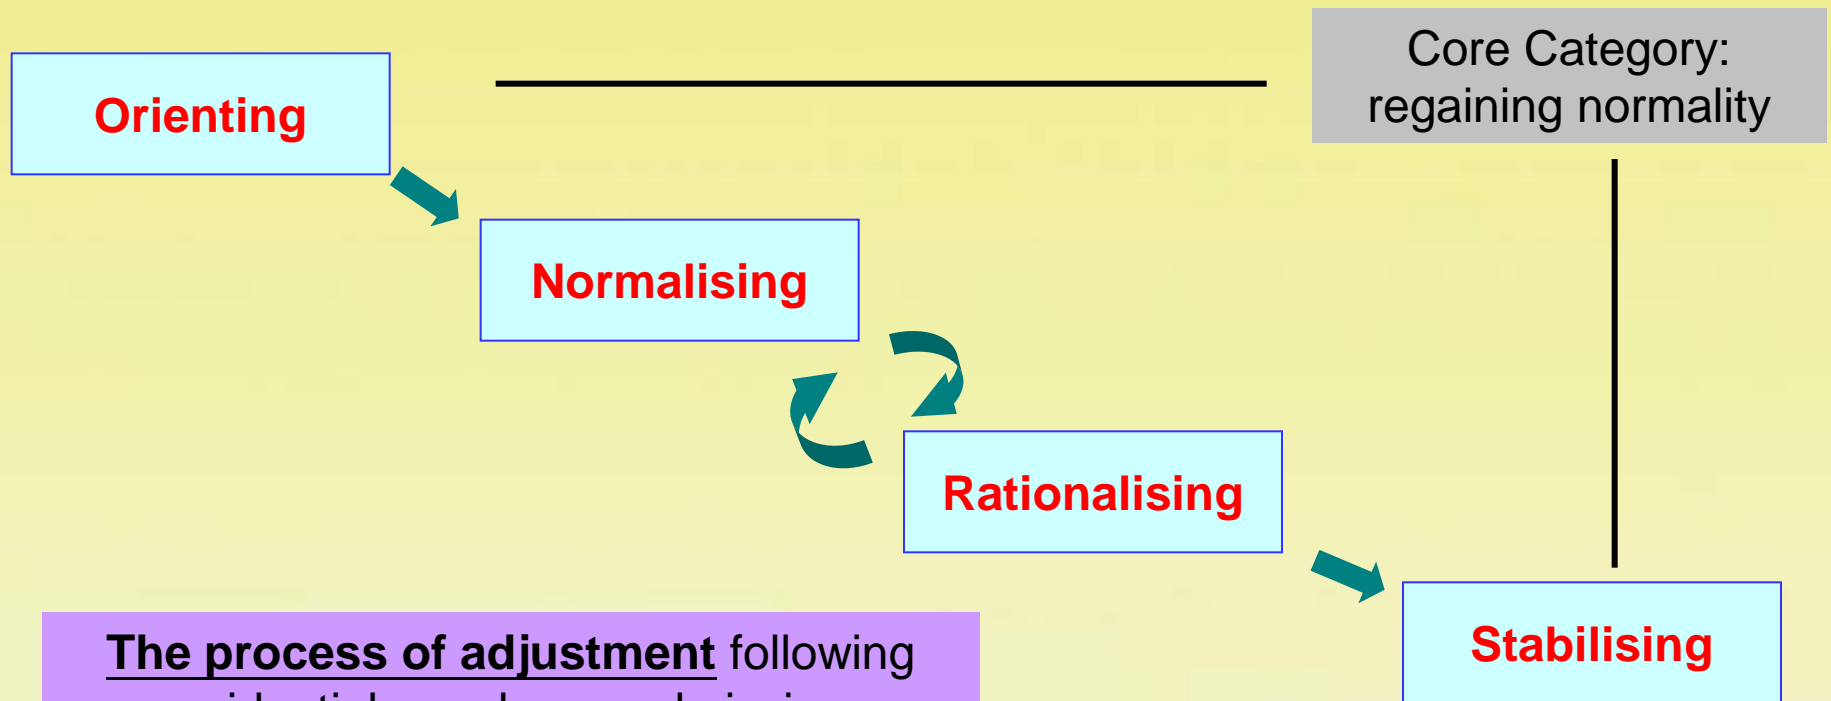 Core Category:
regaining normality
Orienting
Normalising
Rationalising
Stabilising
The process of adjustment following